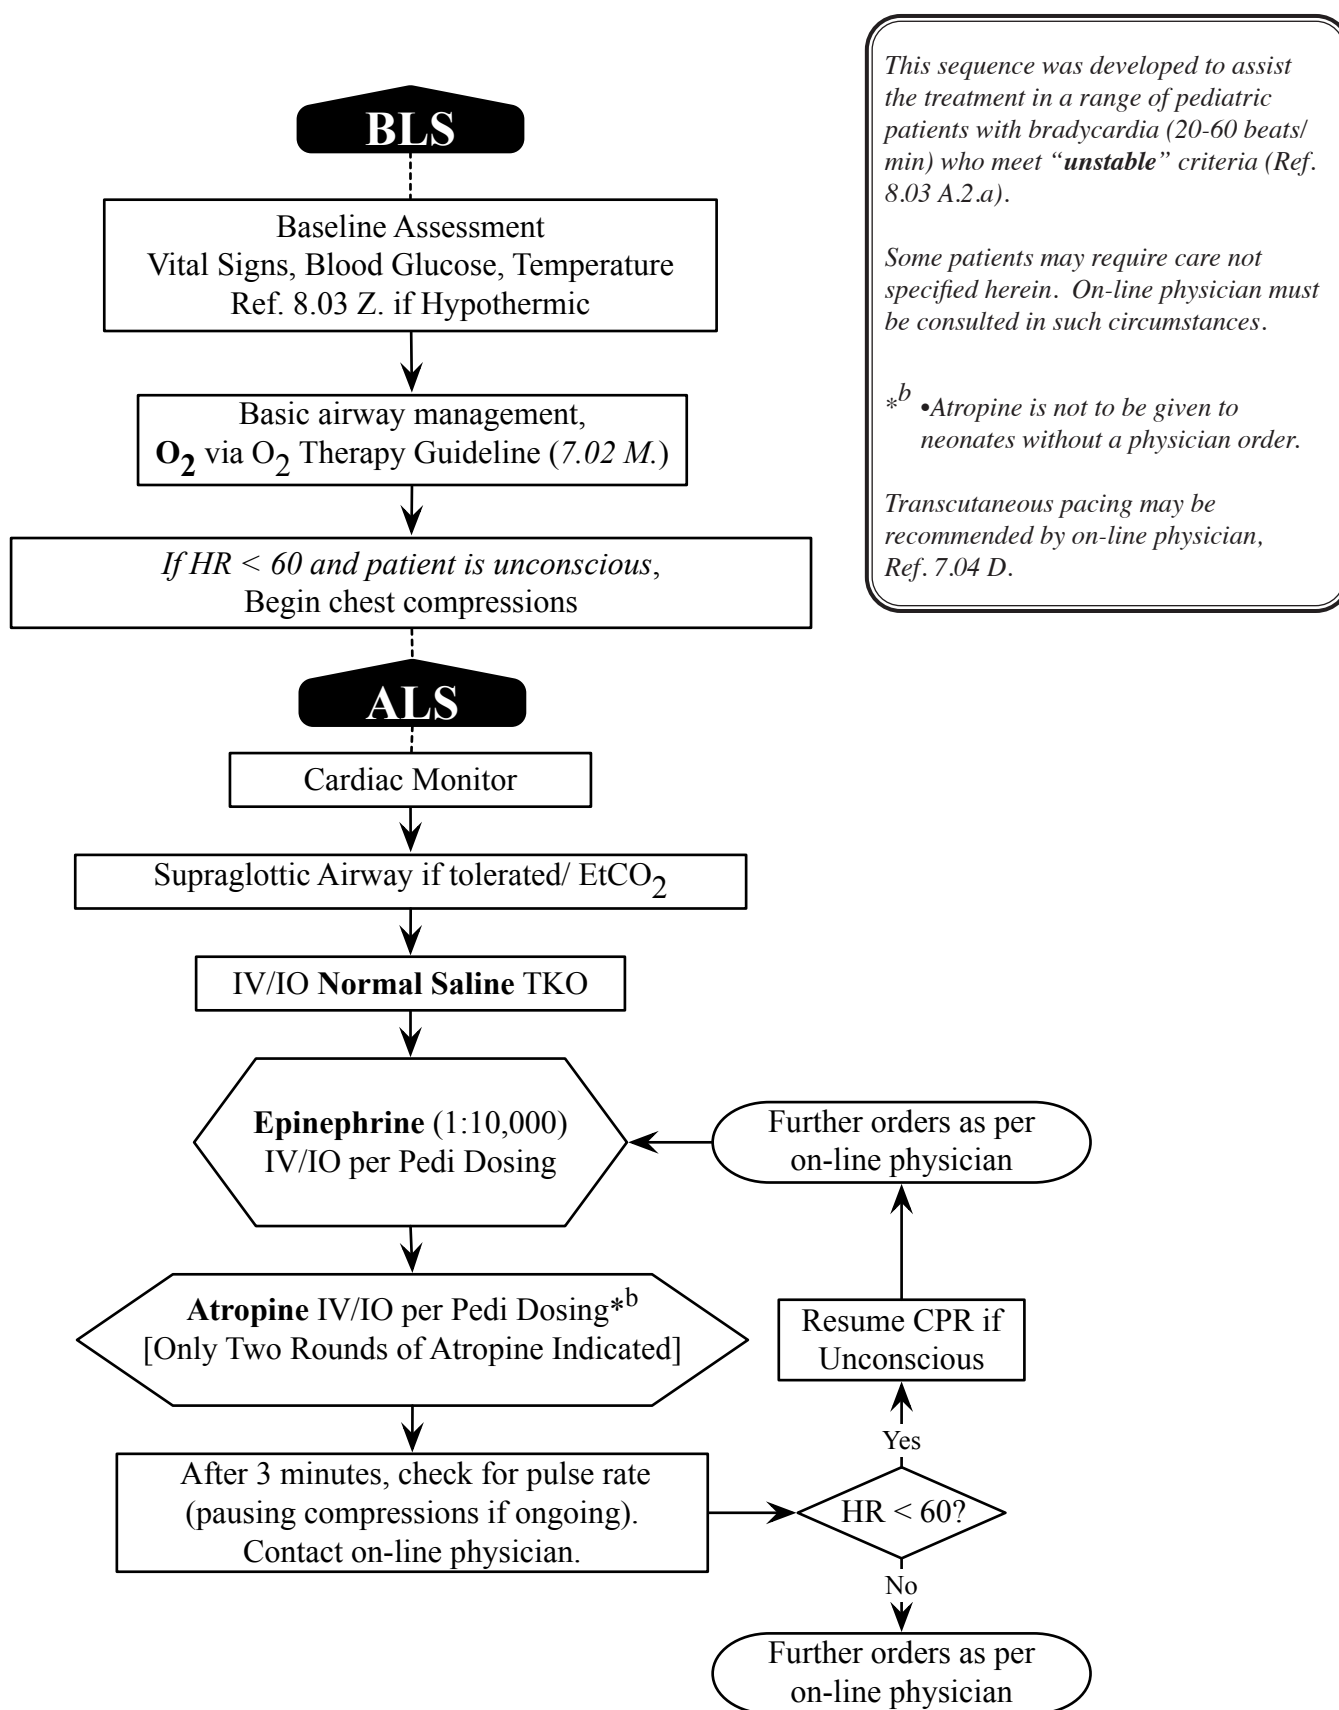 BLS
Baseline Assessment
Vital Signs, Blood Glucose, Temperature
Ref. 8.03 Z. if Hypothermic
Basic airway management,
O2 via O2 Therapy Guideline (7.02 M.)
If HR < 60 and patient is unconscious,
Begin chest compressions
ALS
Cardiac Monitor
Supraglottic Airway if tolerated/ EtCO2
IV/IO Normal Saline TKO
Epinephrine (1:10,000)
IV/IO per Pedi Dosing
Atropine IV/IO per Pedi Dosing*b
[Only Two Rounds of Atropine Indicated]
After 3 minutes, check for pulse rate
(pausing compressions if ongoing).
Contact on-line physician.
HR < 60?
Yes
Resume CPR if
Unconscious
Further orders as per
on-line physician
No
Further orders as per
on-line physician
This sequence was developed to assist
the treatment in a range of pediatric
patients with bradycardia (20-60 beats/
min) who meet “unstable” criteria (Ref.
8.03 A.2.a).
Some patients may require care not
specified herein.  On-line physician must
be consulted in such circumstances.
*b •Atropine is not to be given to
neonates without a physician order.
Transcutaneous pacing may be
recommended by on-line physician,
Ref. 7.04 D.